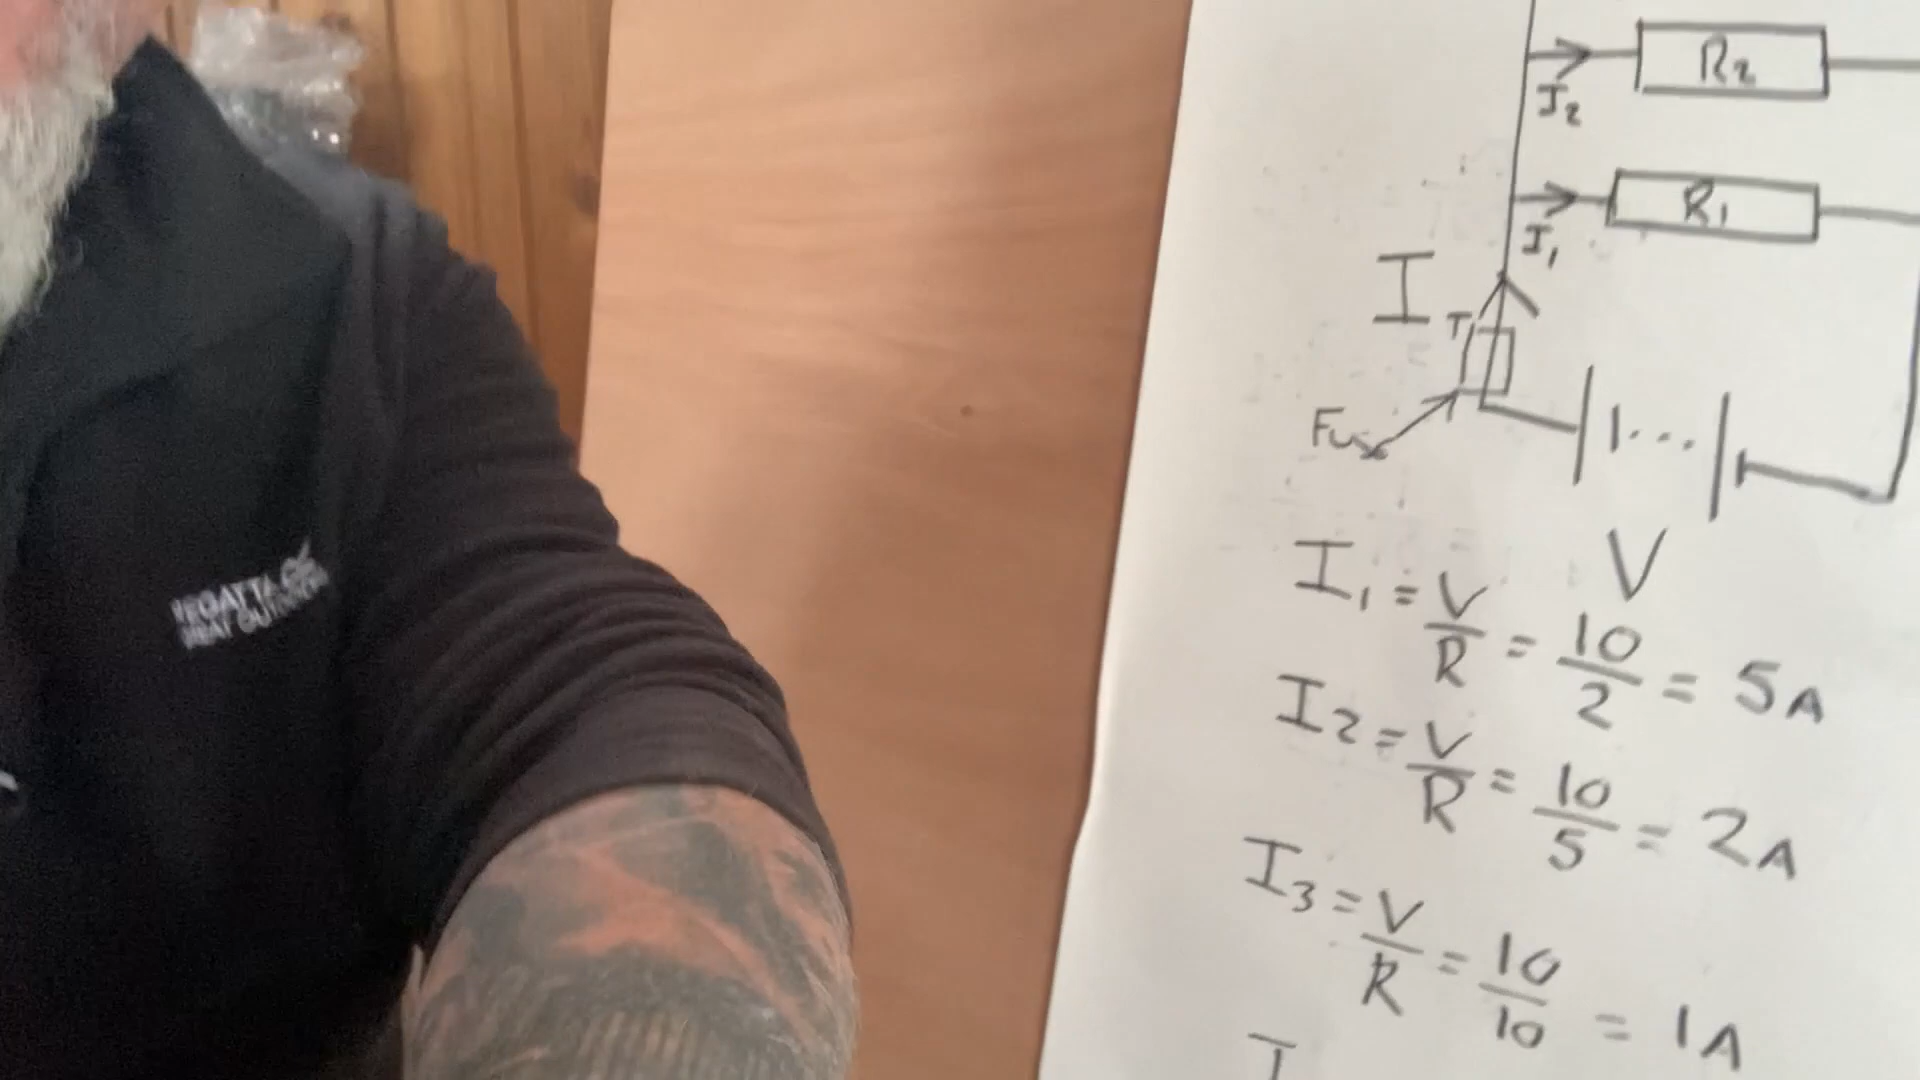 R2
I2
R1
I1
IT
Fuse
V
I1 = V/R = 10/2 = 5A
I2 = V/R = 10/5 = 2A
I3 = V/R = 10/10 = 1A
I